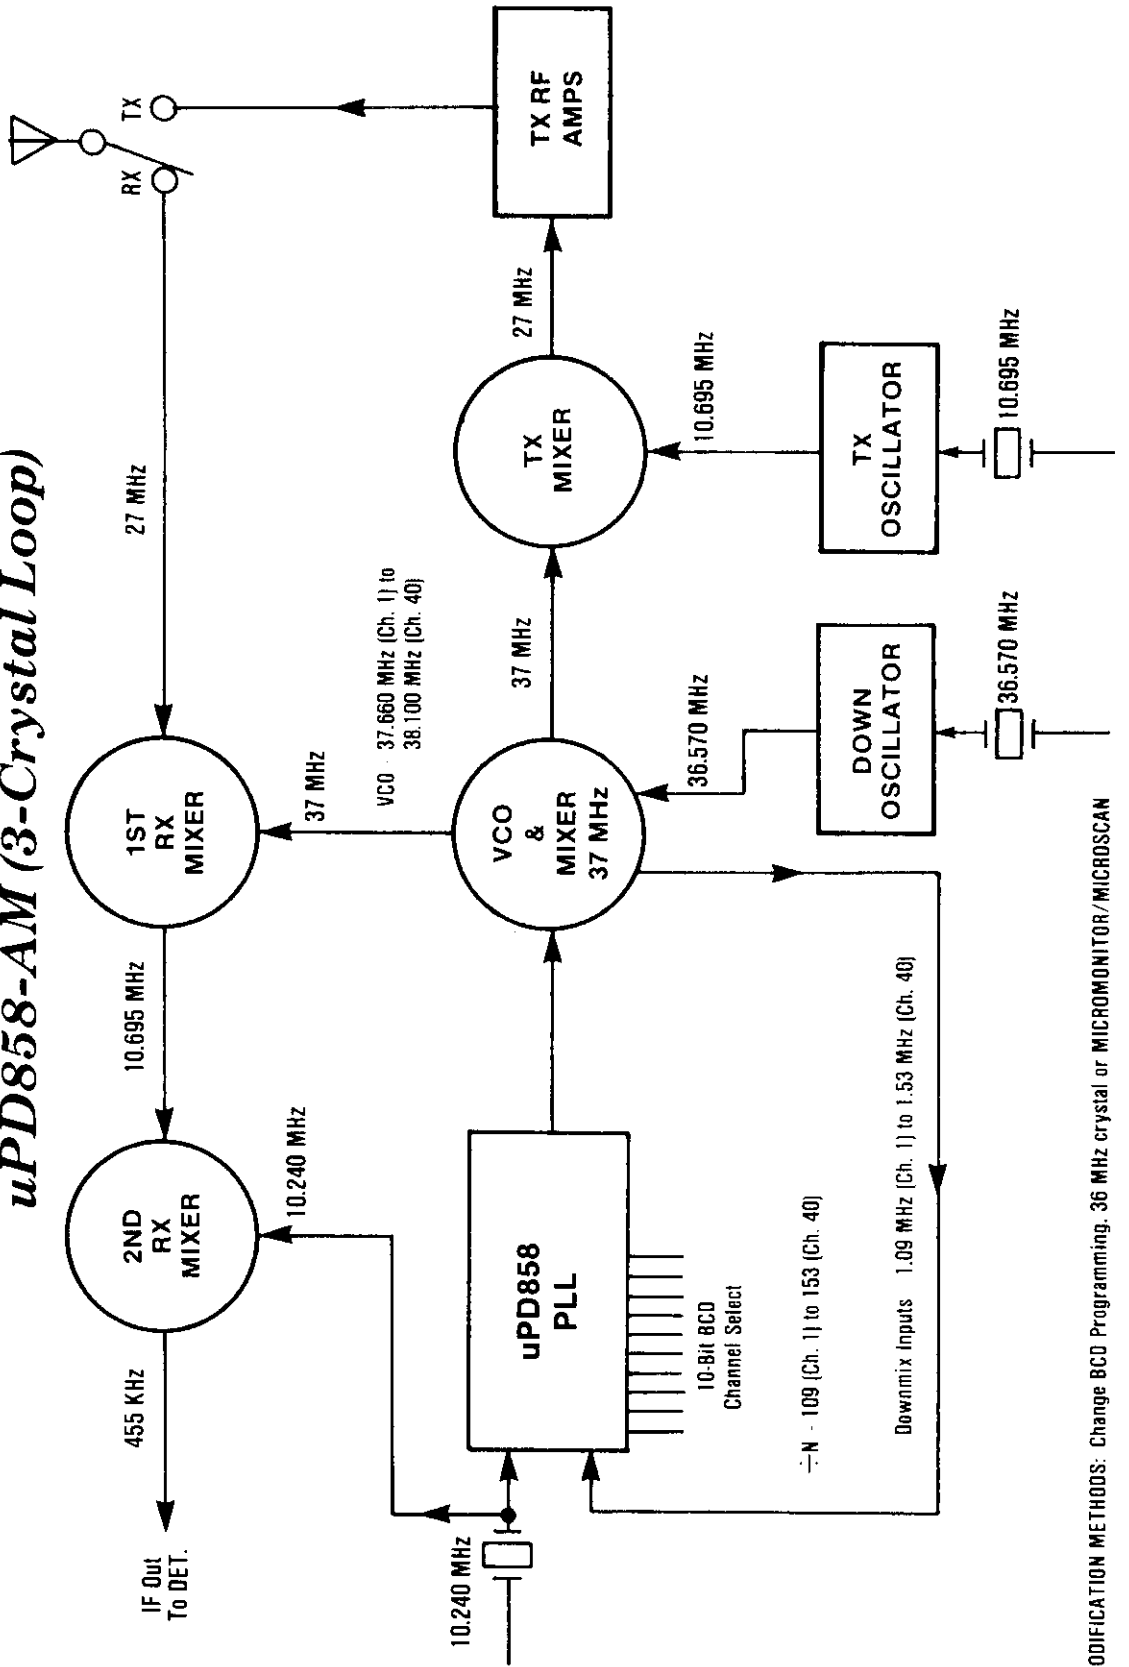 uPD858-AM (3-Crystal Loop)
RX
TX
27 MHz
1ST
RX
MIXER
10.695 MHz
2ND
RX
MIXER
455 KHz
IF Out
To DET.
10.240 MHz
37 MHz
VCO - 37.660 MHz (Ch. 1) to
38.100 MHz (Ch. 40)
10.240 MHz
uPD858
PLL
10-Bit BCD
Channel Select
VCO
&
MIXER
37 MHz
37 MHz
TX
MIXER
27 MHz
TX RF
AMPS
36.570 MHz
DOWN
OSCILLATOR
36.570 MHz
10.695 MHz
TX
OSCILLATOR
10.695 MHz
÷N - 109 (Ch. 1) to 153 (Ch. 40)
Downmix Inputs 1.09 MHz (Ch. 1) to 1.53 MHz (Ch. 40)
ODIFICATION METHODS: Change BCD Programming, 36 MHz crystal or MICROMONITOR/MICROSCAN